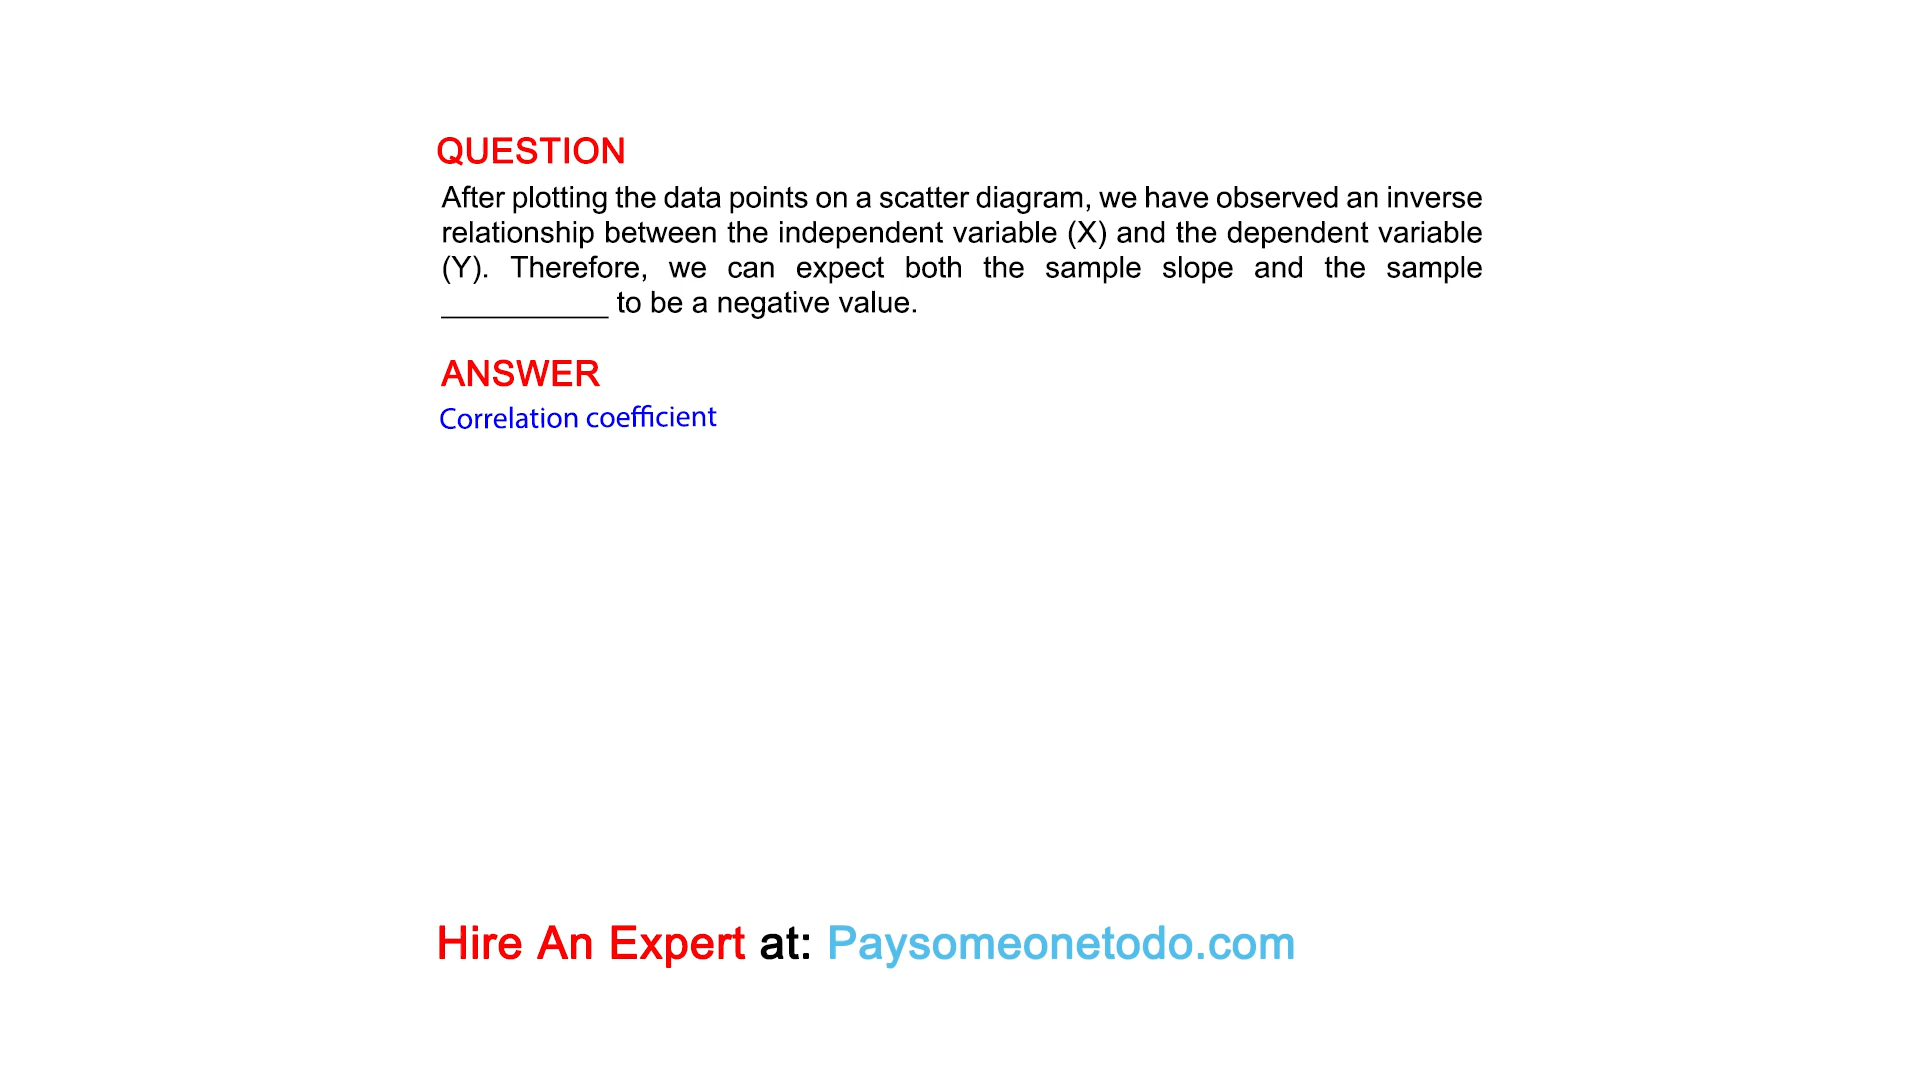 QUESTION
After plotting the data points on a scatter diagram, we have observed an inverse
relationship between the independent variable (X) and the dependent variable
(Y). Therefore, we can expect both the sample slope and the sample
__________ to be a negative value.
ANSWER
Correlation coefficient
Hire An Expert at: Paysomeonetodo.com